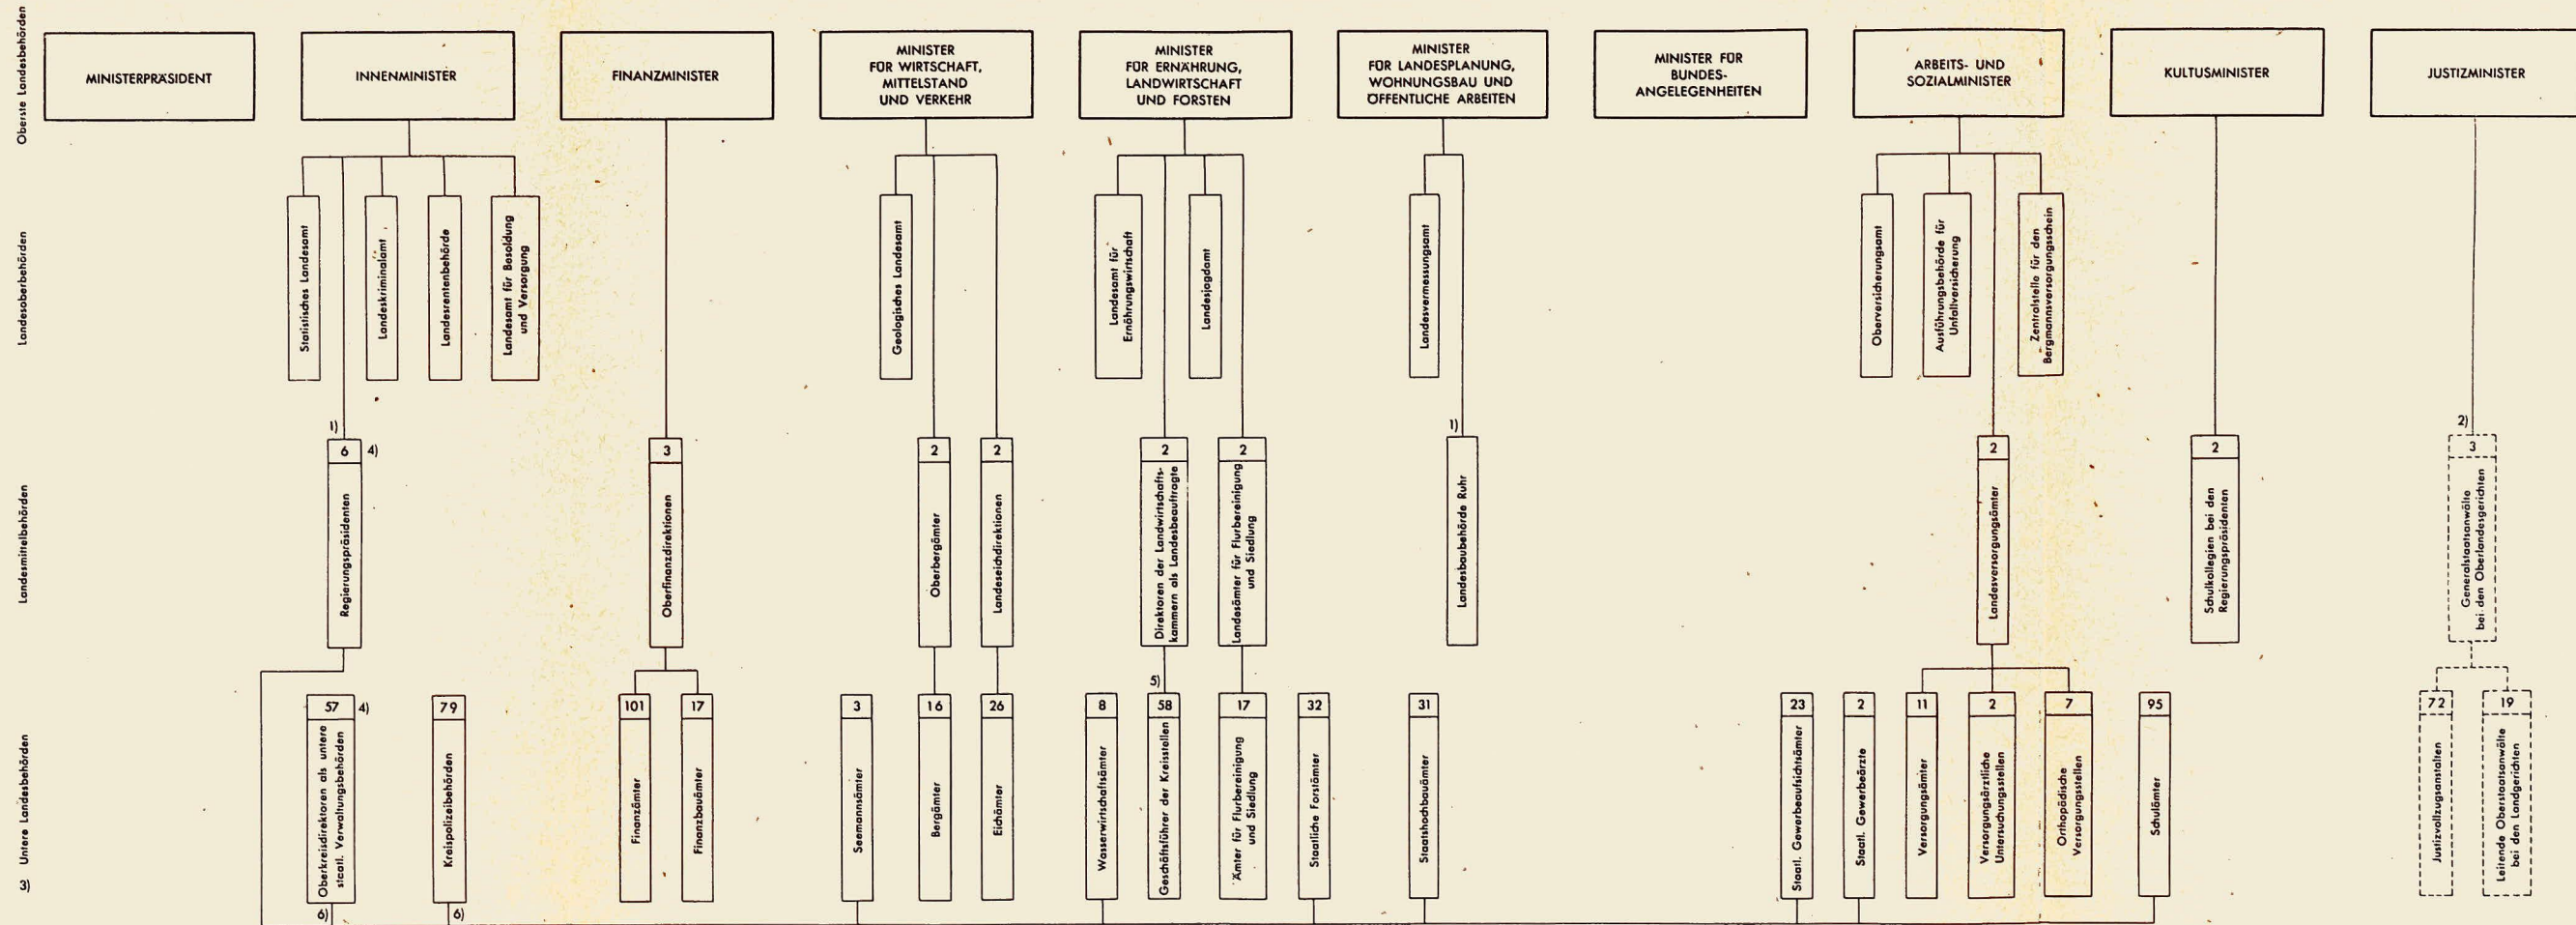 Oberste Landesbehörden
MINISTERPRÄSIDENT
INNENMINISTER
FINANZMINISTER
MINISTER
FÜR WIRTSCHAFT,
MITTELSTAND
UND VERKEHR
MINISTER
FÜR ERNÄHRUNG,
LANDWIRTSCHAFT
UND FORSTEN
MINISTER
FÜR LANDESPLANUNG,
WOHNUNGSBAU UND
ÖFFENTLICHE ARBEITEN
MINISTER FÜR
BUNDES-
ANGELEGENHEITEN
ARBEITS- UND
SOZIALMINISTER
KULTUSMINISTER
JUSTIZMINISTER
Landesoberbehörden
Statistisches Landesamt
Landeskriminalamt
Landesrentenbehörde
Landesamt für Besoldung
und Versorgung
Geologisches Landesamt
Landesamt für
Ernährungswirtschaft
Landesjagdamt
Landesvermessungsamt
Oberversicherungsamt
Ausführungsbehörde für
Unfallversicherung
Zentralstelle für den
Bergmannsversorgungsschein
Landesmittelbehörden
1)
6
4)
Regierungspräsidenten
3
Oberfinanzdirektionen
2
Oberbergämter
2
Landeseichdirektionen
2
Direktoren der Landwirtschafts-
kammern als Landesbeauftragte
2
Landesämter für Flurbereinigung
und Siedlung
1)
Landesbaubehörde Ruhr
2
Landesversorgungsämter
2
Schulkollegien bei den
Regierungspräsidenten
2)
3
Generalstaatsanwälte
bei den Oberlandesgerichten
3) Untere Landesbehörden
57
4)
Oberkreisdirektoren als untere
staatl. Verwaltungsbehörden
6)
79
Kreispolizeibehörden
6)
101
Finanzämter
17
Finanzbauämter
3
Seemannsämter
16
Bergämter
26
Eichämter
8
Wasserwirtschaftsämter
5)
58
Geschäftsführer der Kreisstellen
17
Ämter für Flurbereinigung
und Siedlung
32
Staatliche Forstämter
31
Staatshochbauämter
23
Staatl. Gewerbeaufsichtsämter
2
Staatl. Gewerbeärzte
11
Versorgungsämter
2
Versorgungsärztliche
Untersuchungsstellen
7
Orthopädische
Versorgungsstellen
95
Schulämter
72
Justizvollzugsanstalten
19
Leitende Oberstaatsanwälte
bei den Landgerichten